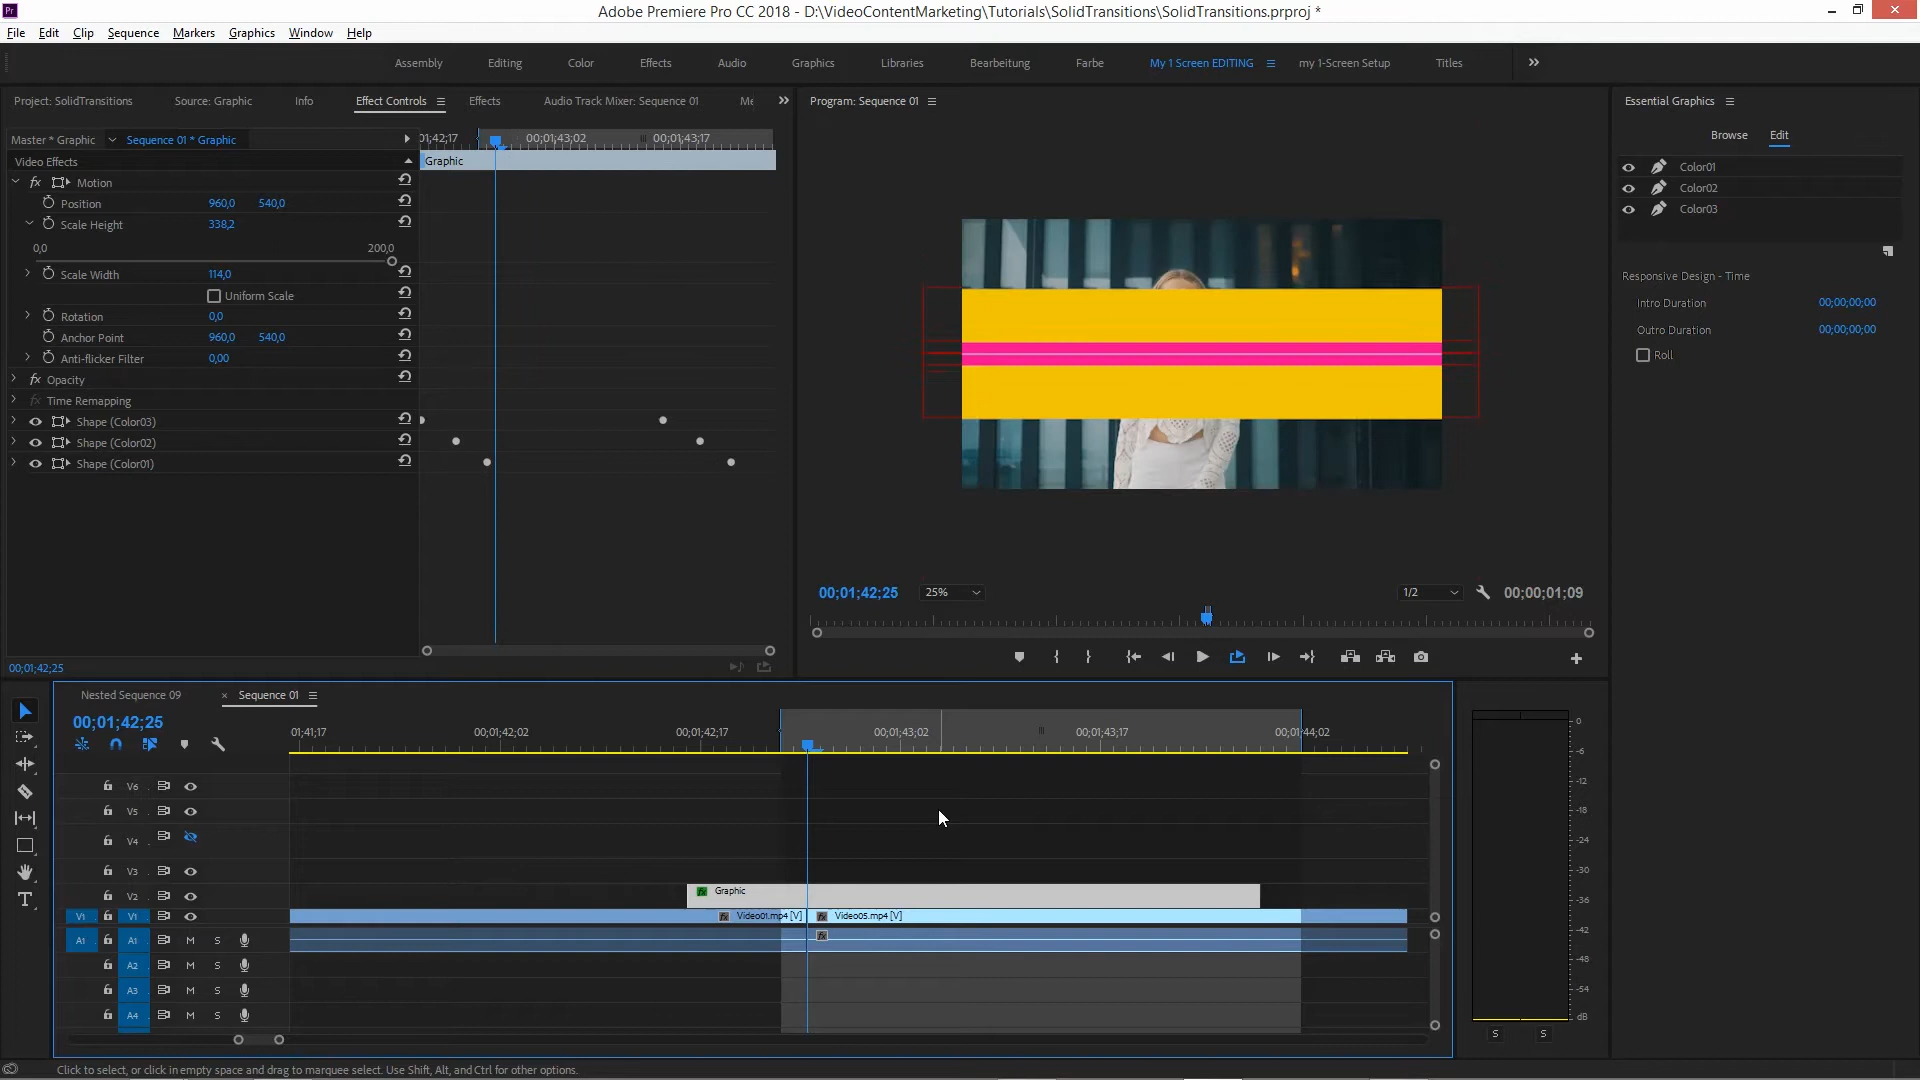 Adobe Premiere Pro CC 2018 - D:\VideoContentMarketing\Tutorials\SolidTransitions\SolidTransitions.prproj *
File Edit Clip Sequence Markers Graphics Window Help
Assembly Editing Color Effects Audio Graphics Libraries Bearbeitung Farbe My 1 Screen EDITING my 1-Screen Setup Titles
Project: SolidTransitions Source: Graphic Info Effect Controls Effects Audio Track Mixer: Sequence 01 Me
Master * Graphic Sequence 01 * Graphic
01;42;17 00;01;43;02 00;01;43;17
Video Effects
Graphic
fx Motion
Position 960,0 540,0
Scale Height 338,2
0,0 200,0
Scale Width 114,0
Uniform Scale
Rotation 0,0
Anchor Point 960,0 540,0
Anti-flicker Filter 0,00
fx Opacity
fx Time Remapping
Shape (Color03)
Shape (Color02)
Shape (Color01)
00;01;42;25
Program: Sequence 01
00;01;42;25 25% 1/2 00;00;01;09
Essential Graphics
Browse Edit
Color01
Color02
Color03
Responsive Design - Time
Intro Duration 00;00;00;00
Outro Duration 00;00;00;00
Roll
Nested Sequence 09 × Sequence 01
00;01;42;25
01;41;17 00;01;42;02 00;01;42;17 00;01;43;02 00;01;43;17 00;01;44;02
V6
V5
V4
V3
V2 fx Graphic
V1 V1 fx Video01.mp4 [V] fx Video05.mp4 [V]
A1 A1 M S fx
A2 M S
A3 M S
A4 M S
0
-6
-12
-18
-24
-30
-36
-42
-48
-54
dB
S S
Click to select, or click in empty space and drag to marquee select. Use Shift, Alt, and Ctrl for other options.